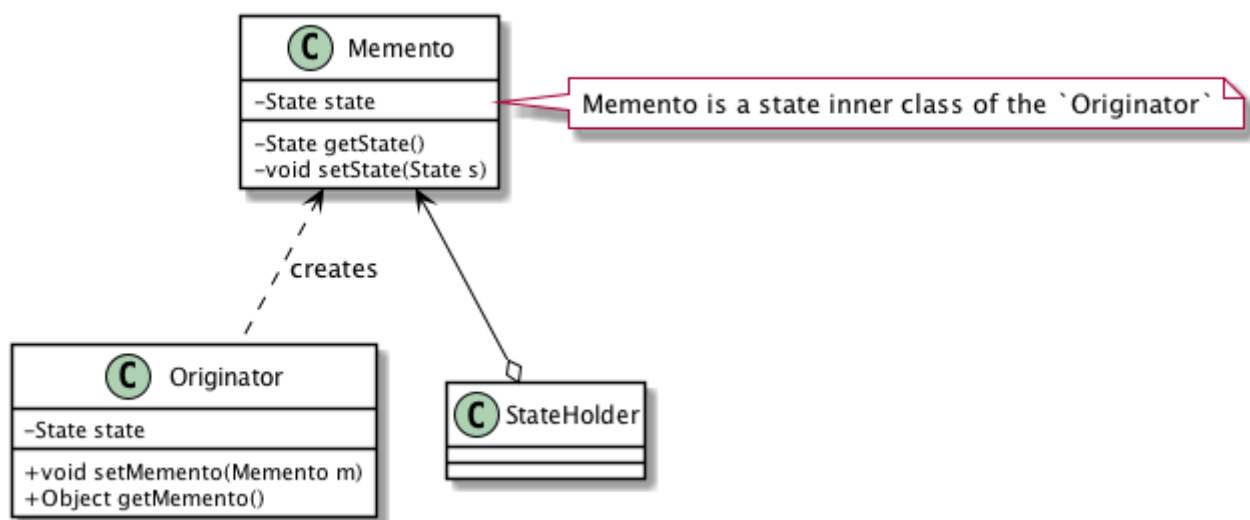 C Memento
-State state
-State getState()
-void setState(State s)
Memento is a state inner class of the `Originator`
creates
C Originator
-State state
+void setMemento(Memento m)
+Object getMemento()
C StateHolder